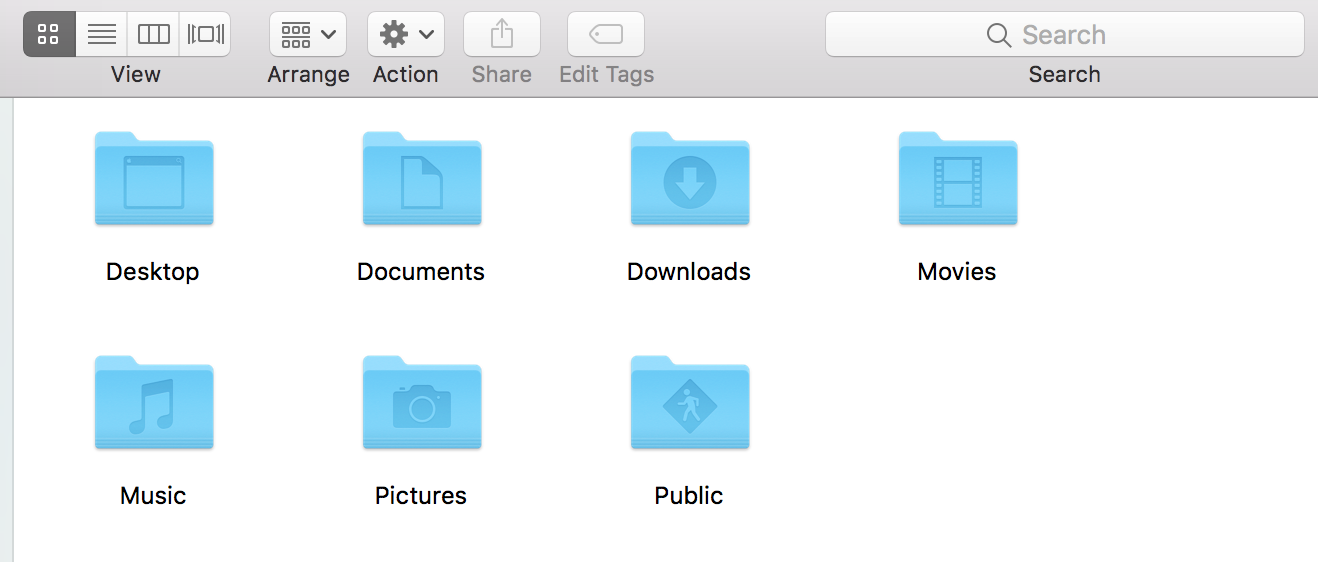 Search
View
Arrange
Action
Share
Edit Tags
Search
Desktop
Documents
Downloads
Movies
Music
Pictures
Public